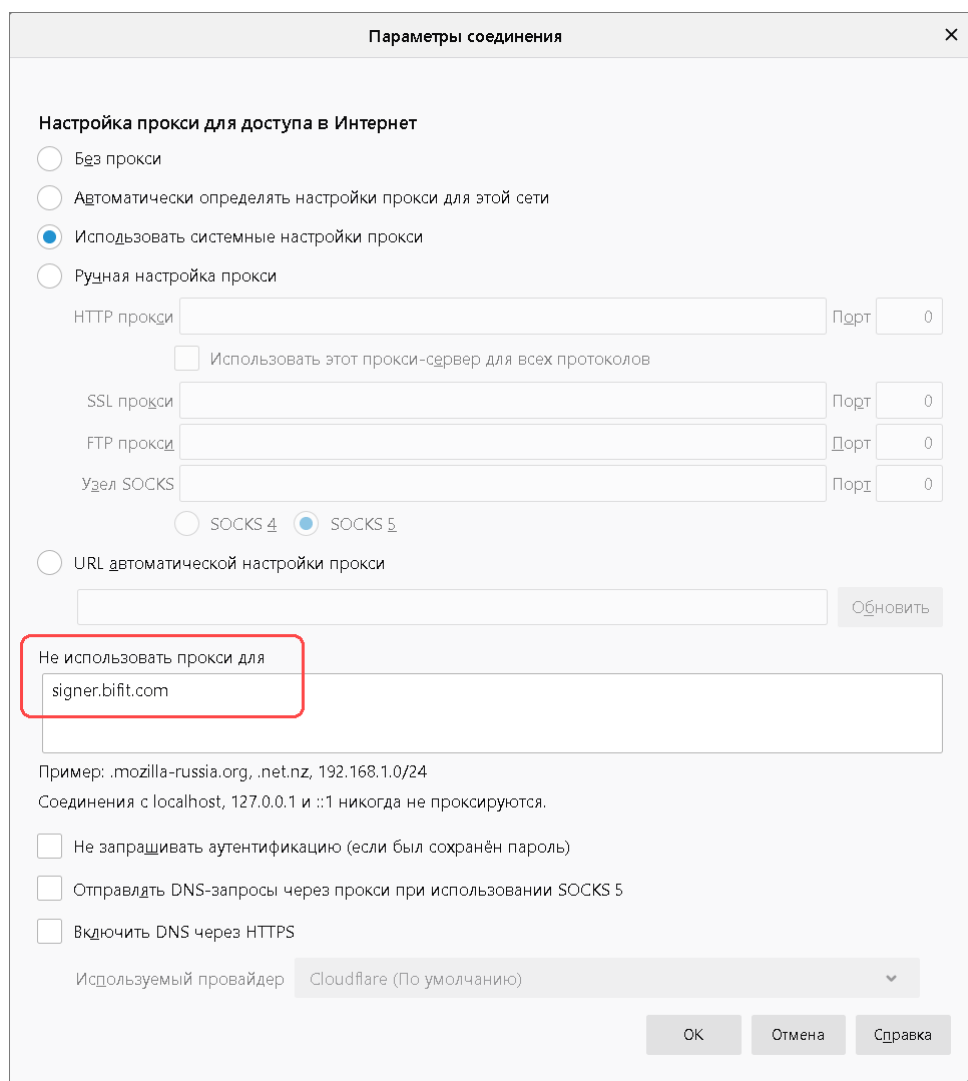 Параметры соединения
Настройка прокси для доступа в Интернет
Без прокси
Автоматически определять настройки прокси для этой сети
Использовать системные настройки прокси
Ручная настройка прокси
HTTP прокси Порт 0
Использовать этот прокси-сервер для всех протоколов
SSL прокси Порт 0
FTP прокси Порт 0
Узел SOCKS Порт 0
SOCKS 4 SOCKS 5
URL автоматической настройки прокси
Обновить
Не использовать прокси для
signer.bifit.com
Пример: .mozilla-russia.org, .net.nz, 192.168.1.0/24
Соединения с localhost, 127.0.0.1 и ::1 никогда не проксируются.
Не запрашивать аутентификацию (если был сохранён пароль)
Отправлять DNS-запросы через прокси при использовании SOCKS 5
Включить DNS через HTTPS
Используемый провайдер Cloudflare (По умолчанию)
OK Отмена Справка